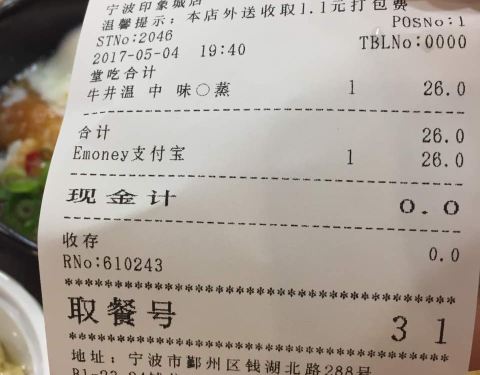 宁波印象城店
温馨提示：本店外送收取1.1元打包费
STNo:2046 POSNo:1
2017-05-04 19:40 TBLNo:0000
堂吃合计
牛井温 中 味○蒸 1 26.0
合计 26.0
Emoney支付宝 1 26.0
现金计 0.0
收存 0.0
RNo:610243
************************************
取餐号 31
************************************
地址：宁波市鄞州区钱湖北路288号